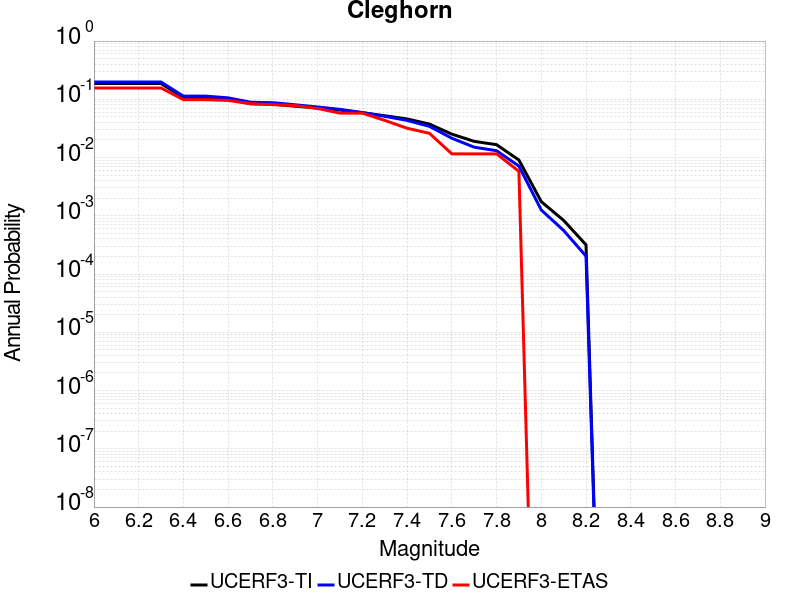 Cleghorn
10^0
10^-1
10^-2
10^-3
10^-4
10^-5
10^-6
10^-7
10^-8
Annual Probability
6 6.2 6.4 6.6 6.8 7 7.2 7.4 7.6 7.8 8 8.2 8.4 8.6 8.8 9
Magnitude
UCERF3-TI UCERF3-TD UCERF3-ETAS